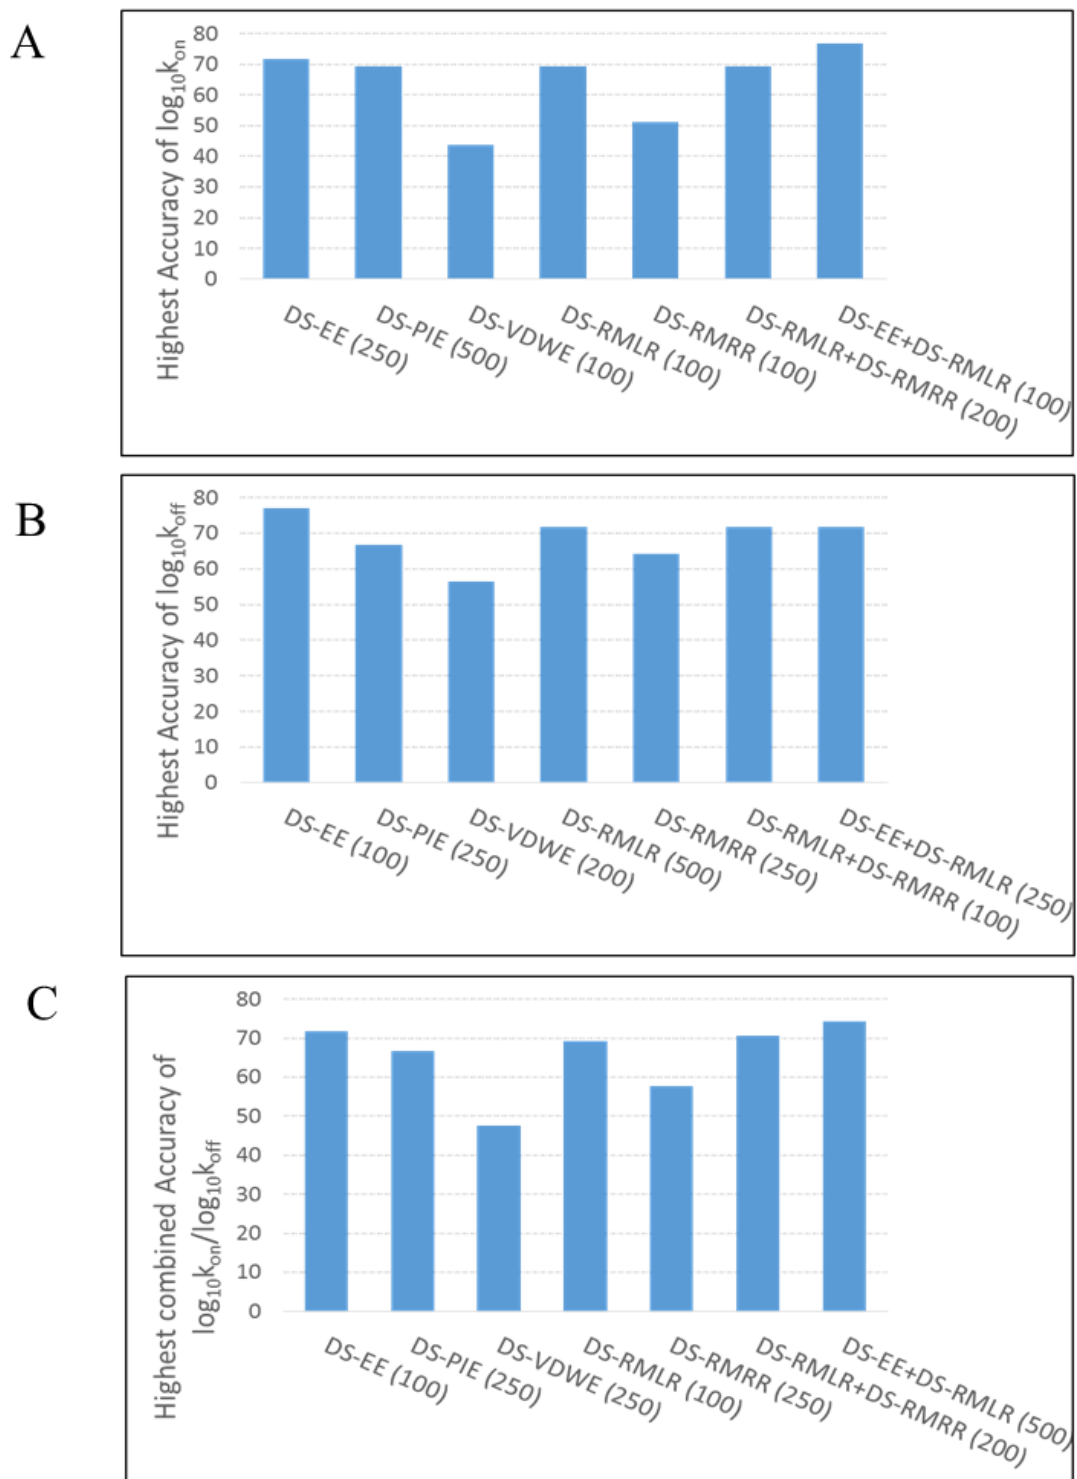 A
Highest Accuracy of log₁₀kₒₙ
80
70
60
50
40
30
20
10
0
DS-EE (250)
DS-PIE (500)
DS-VDWE (100)
DS-RMLR (100)
DS-RMRR (100)
DS-RMLR+DS-RMRR (200)
DS-EE+DS-RMLR (100)
B
Highest Accuracy of log₁₀k_off
80
70
60
50
40
30
20
10
0
DS-EE (100)
DS-PIE (250)
DS-VDWE (200)
DS-RMLR (500)
DS-RMRR (250)
DS-RMLR+DS-RMRR (100)
DS-EE+DS-RMLR (250)
C
Highest combined Accuracy of
log₁₀kₒₙ/log₁₀k_off
80
70
60
50
40
30
20
10
0
DS-EE (100)
DS-PIE (250)
DS-VDWE (250)
DS-RMLR (100)
DS-RMRR (250)
DS-RMLR+DS-RMRR (200)
DS-EE+DS-RMLR (500)